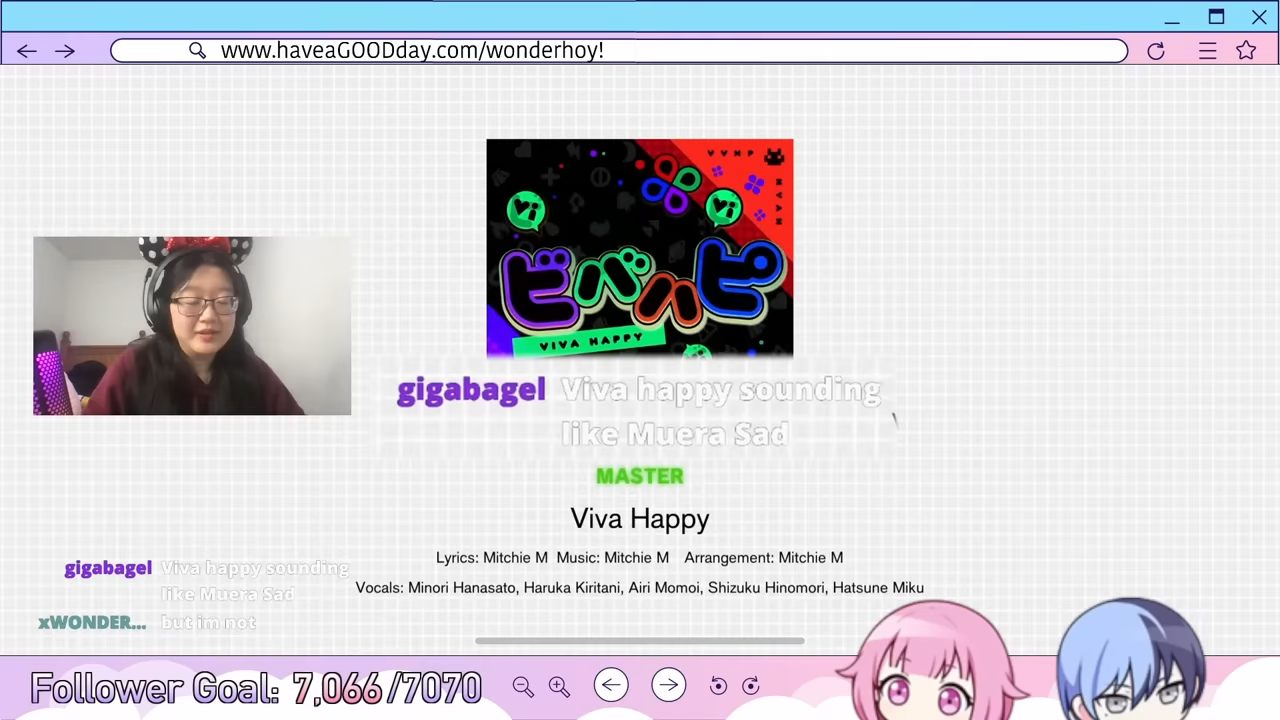 www.haveaGOODday.com/wonderhoy!
V V H P
ビバハピ
VIVA HAPPY
gigabagel Viva happy sounding
like Muera Sad
MASTER
Viva Happy
Lyrics: Mitchie M Music: Mitchie M Arrangement: Mitchie M
Vocals: Minori Hanasato, Haruka Kiritani, Airi Momoi, Shizuku Hinomori, Hatsune Miku
gigabagel Viva happy sounding
like Muera Sad
xWONDER... but im not
Follower Goal: 7,066/7070